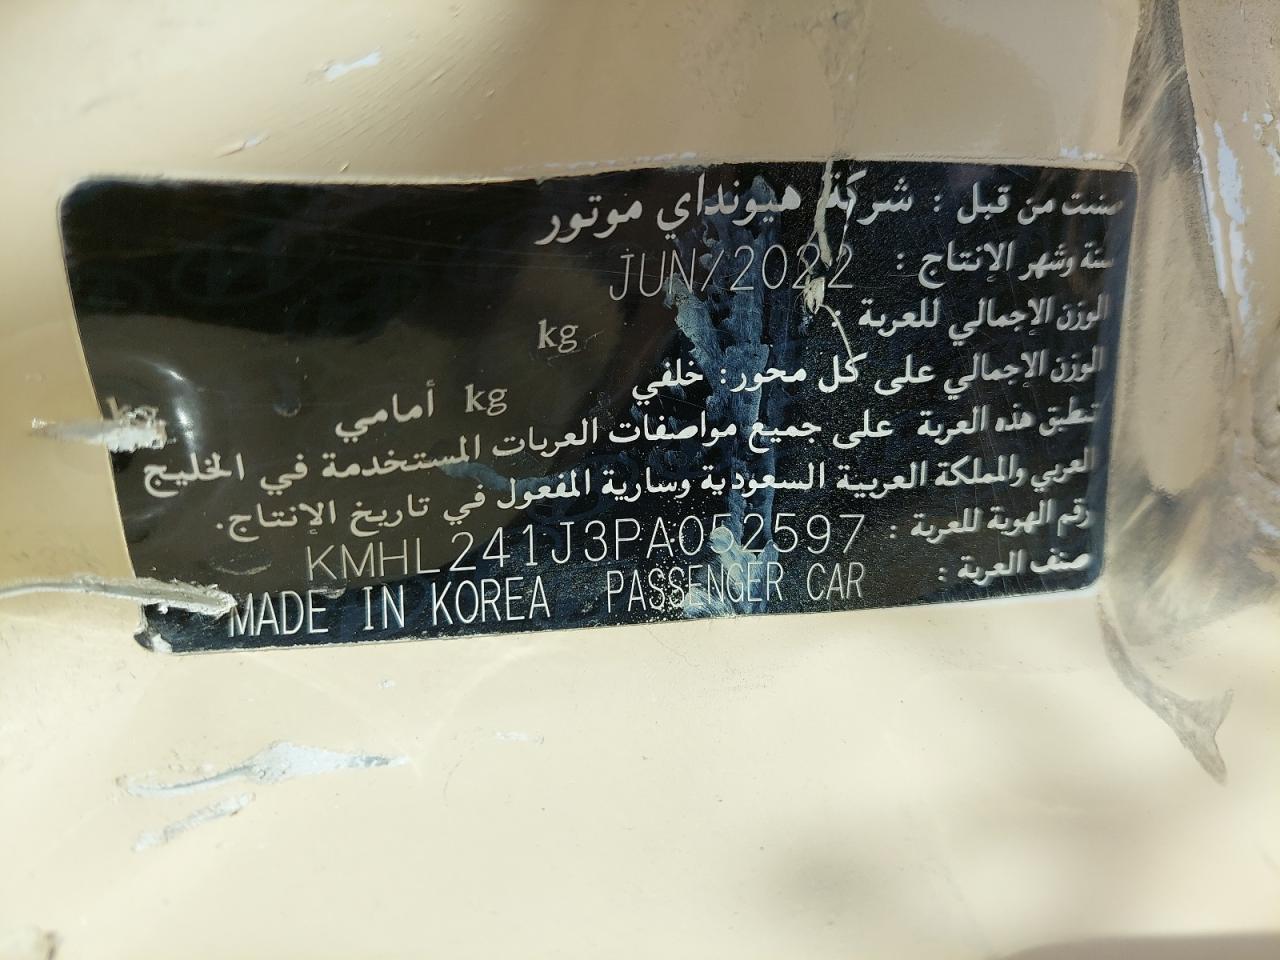 صنعت من قبل : شركة هيونداي موتور
سنة وشهر الإنتاج : JUN/2022
الوزن الإجمالي للعربة : kg
الوزن الإجمالي على كل محور: خلفي kg أمامي kg
تنطبق هذه العربة على جميع مواصفات العربات المستخدمة في الخليج
العربي والمملكة العربية السعودية وسارية المفعول في تاريخ الإنتاج.
رقم الهوية للعربة : KMHL241J3PA052597
صنف العربة : PASSENGER CAR MADE IN KOREA